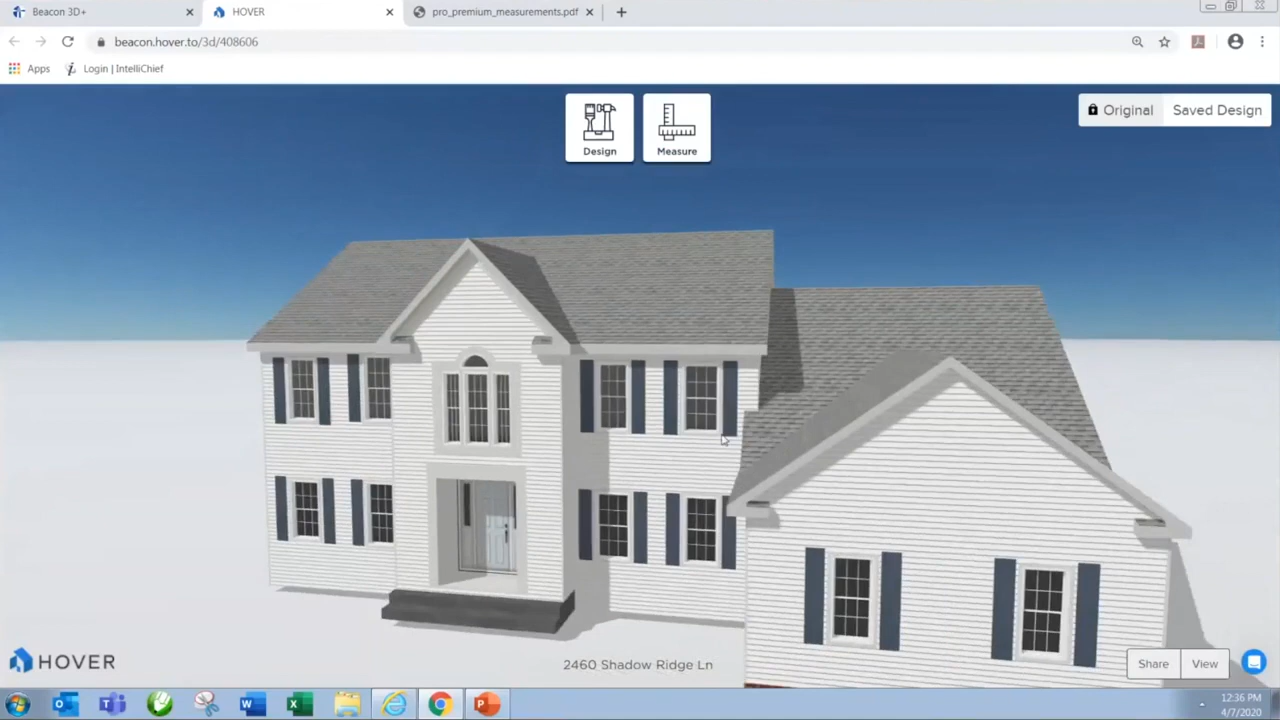 Beacon 3D+
HOVER
pro_premium_measurements.pdf
beacon.hover.to/3d/408606
Apps
Login | IntelliChief
Design
Measure
Original
Saved Design
HOVER
2460 Shadow Ridge Ln
Share
View
12:36 PM
4/7/2020